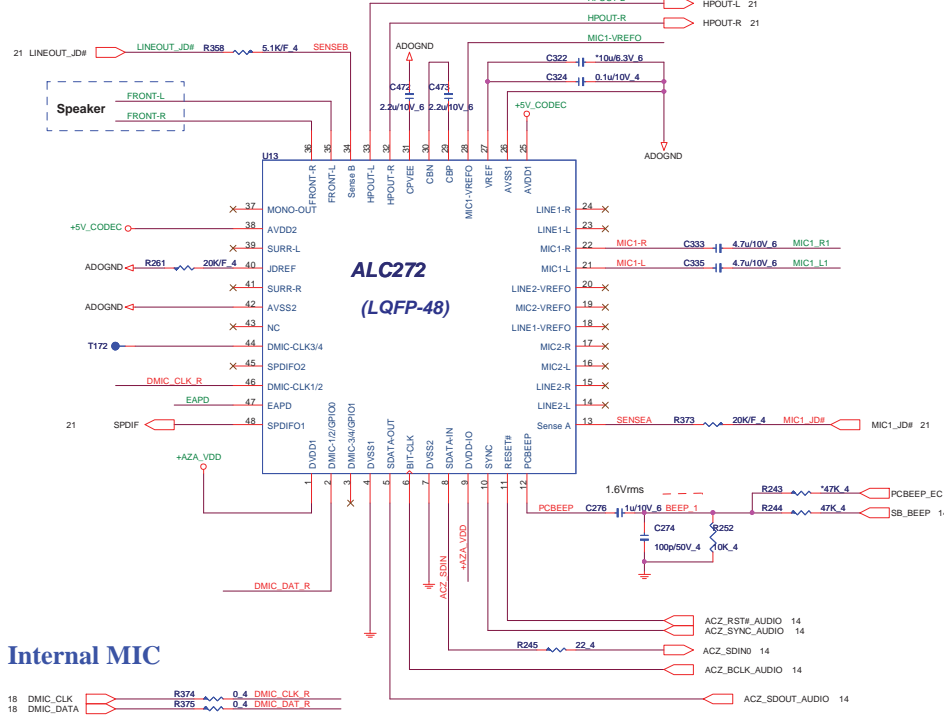 HPOUT-L 21
HPOUT-R HPOUT-R 21
ADOGND MIC1-VREFO
21 LINEOUT_JD# LINEOUT_JD# R358 5.1K/F_4 SENSEB
C322 *10u/6.3V_6
C324 0.1u/10V_4
C472 C473
2.2u/10V_6 2.2u/10V_6
Speaker
FRONT-L
FRONT-R
+5V_CODEC
ADOGND
U13
36 35 34 33 32 31 30 29 28 27 26 25
FRONT-R
FRONT-L
Sense B
HPOUT-L
HPOUT-R
CPVEE
CBN
CBP
MIC1-VREFO
VREF
AVSS1
AVDD1
37 MONO-OUT
+5V_CODEC 38 AVDD2
39 SURR-L
ADOGND R261 20K/F_4 40 JDREF
41 SURR-R
ADOGND 42 AVSS2
43 NC
T172 44 DMIC-CLK3/4
45 SPDIFO2
DMIC_CLK_R 46 DMIC-CLK1/2
EAPD 47 EAPD
21 SPDIF 48 SPDIFO1
ALC272
(LQFP-48)
LINE1-R 24
LINE1-L 23
MIC1-R 22 MIC1-R C333 4.7u/10V_6 MIC1_R1
MIC1-L 21 MIC1-L C335 4.7u/10V_6 MIC1_L1
LINE2-VREFO 20
MIC2-VREFO 19
LINE1-VREFO 18
MIC2-R 17
MIC2-L 16
LINE2-R 15
LINE2-L 14
Sense A 13 SENSEA R373 20K/F_4 MIC1_JD# MIC1_JD# 21
DVDD1
DMIC-1/2/GPIO0
DMIC-3/4/GPIO1
DVSS1
SDATA-OUT
BIT-CLK
DVSS2
SDATA-IN
DVDD-IO
SYNC
RESET#
PCBEEP
1 2 3 4 5 6 7 8 9 10 11 12
+AZA_VDD
1.6Vrms
R243 *47K_4 PCBEEP_EC
PCBEEP C276 1u/10V_6 BEEP_1 R244 47K_4 SB_BEEP
C274
100p/50V_4
R252
10K_4
ACZ_SDIN
+AZA_VDD
DMIC_DAT_R
ACZ_RST#_AUDIO 14
ACZ_SYNC_AUDIO 14
R245 22_4 ACZ_SDIN0 14
ACZ_BCLK_AUDIO 14
ACZ_SDOUT_AUDIO 14
Internal MIC
18 DMIC_CLK R374 0_4 DMIC_CLK_R
18 DMIC_DATA R375 0_4 DMIC_DAT_R